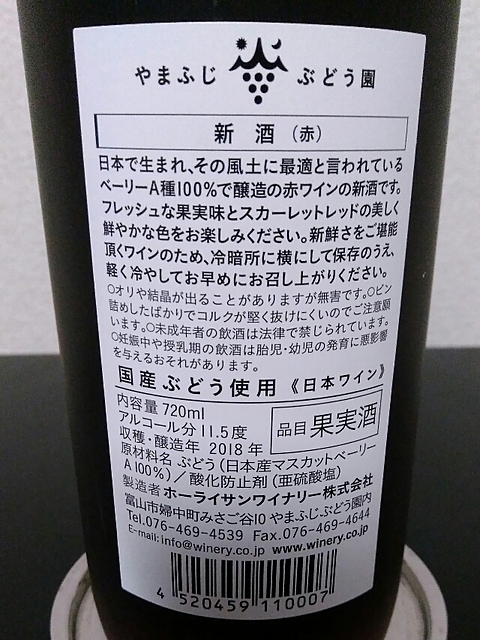 やまふじ ぶどう園
新酒（赤）
日本で生まれ、その風土に最適と言われている
ベーリーA種100%で醸造の赤ワインの新酒です。
フレッシュな果実味とスカーレットレッドの美しく
鮮やかな色をお楽しみください。新鮮さをご堪能
頂くワインのため、冷暗所に横にして保存のうえ、
軽く冷やしてお早めにお召し上がりください。
○オリや結晶が出ることがありますが無害です。○ビン
詰めしたばかりでコルクが堅く抜けにくいのでご注意願
います。○未成年者の飲酒は法律で禁じられています。
○妊娠中や授乳期の飲酒は胎児・幼児の発育に悪影響
を与えるおそれがあります。
国産ぶどう使用《日本ワイン》
内容量 720ml
アルコール分 11.5度
収穫・醸造年 2018年
品目 果実酒
原材料名 ぶどう（日本産マスカットベーリー
A100%）／酸化防止剤（亜硫酸塩）
製造者 ホーライサンワイナリー株式会社
富山市婦中町みさご谷10 やまふじぶどう園内
Tel.076-469-4539 Fax.076-469-4644
E-mail: info@winery.co.jp www.winery.co.jp
4 520459 110007